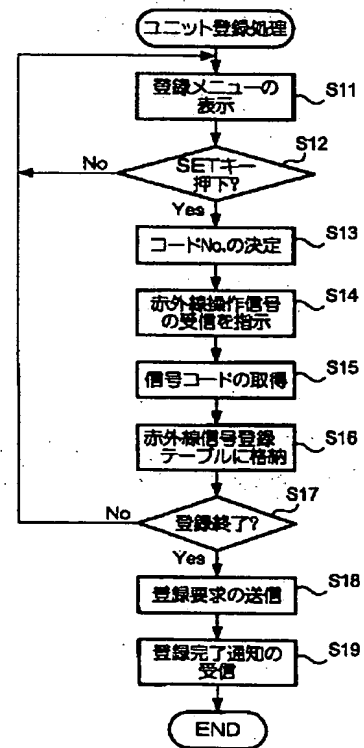 ユニット登録処理
登録メニューの
表示
S11
SETキー
押下?
S12
No
Yes
コードNo.の決定
S13
赤外線操作信号
の受信を指示
S14
信号コードの取得
S15
赤外線信号登録
テーブルに格納
S16
登録終了?
S17
No
Yes
登録要求の送信
S18
登録完了通知の
受信
S19
END